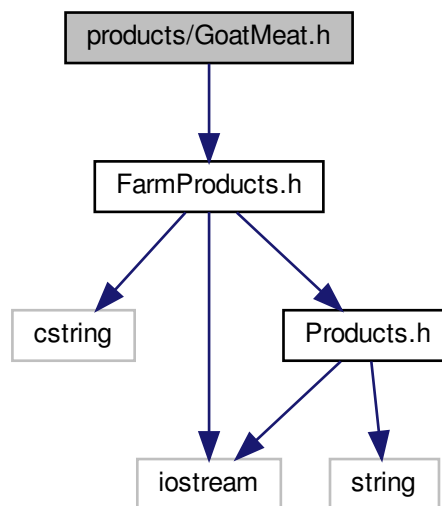 products/GoatMeat.h
FarmProducts.h
cstring
Products.h
iostream
string